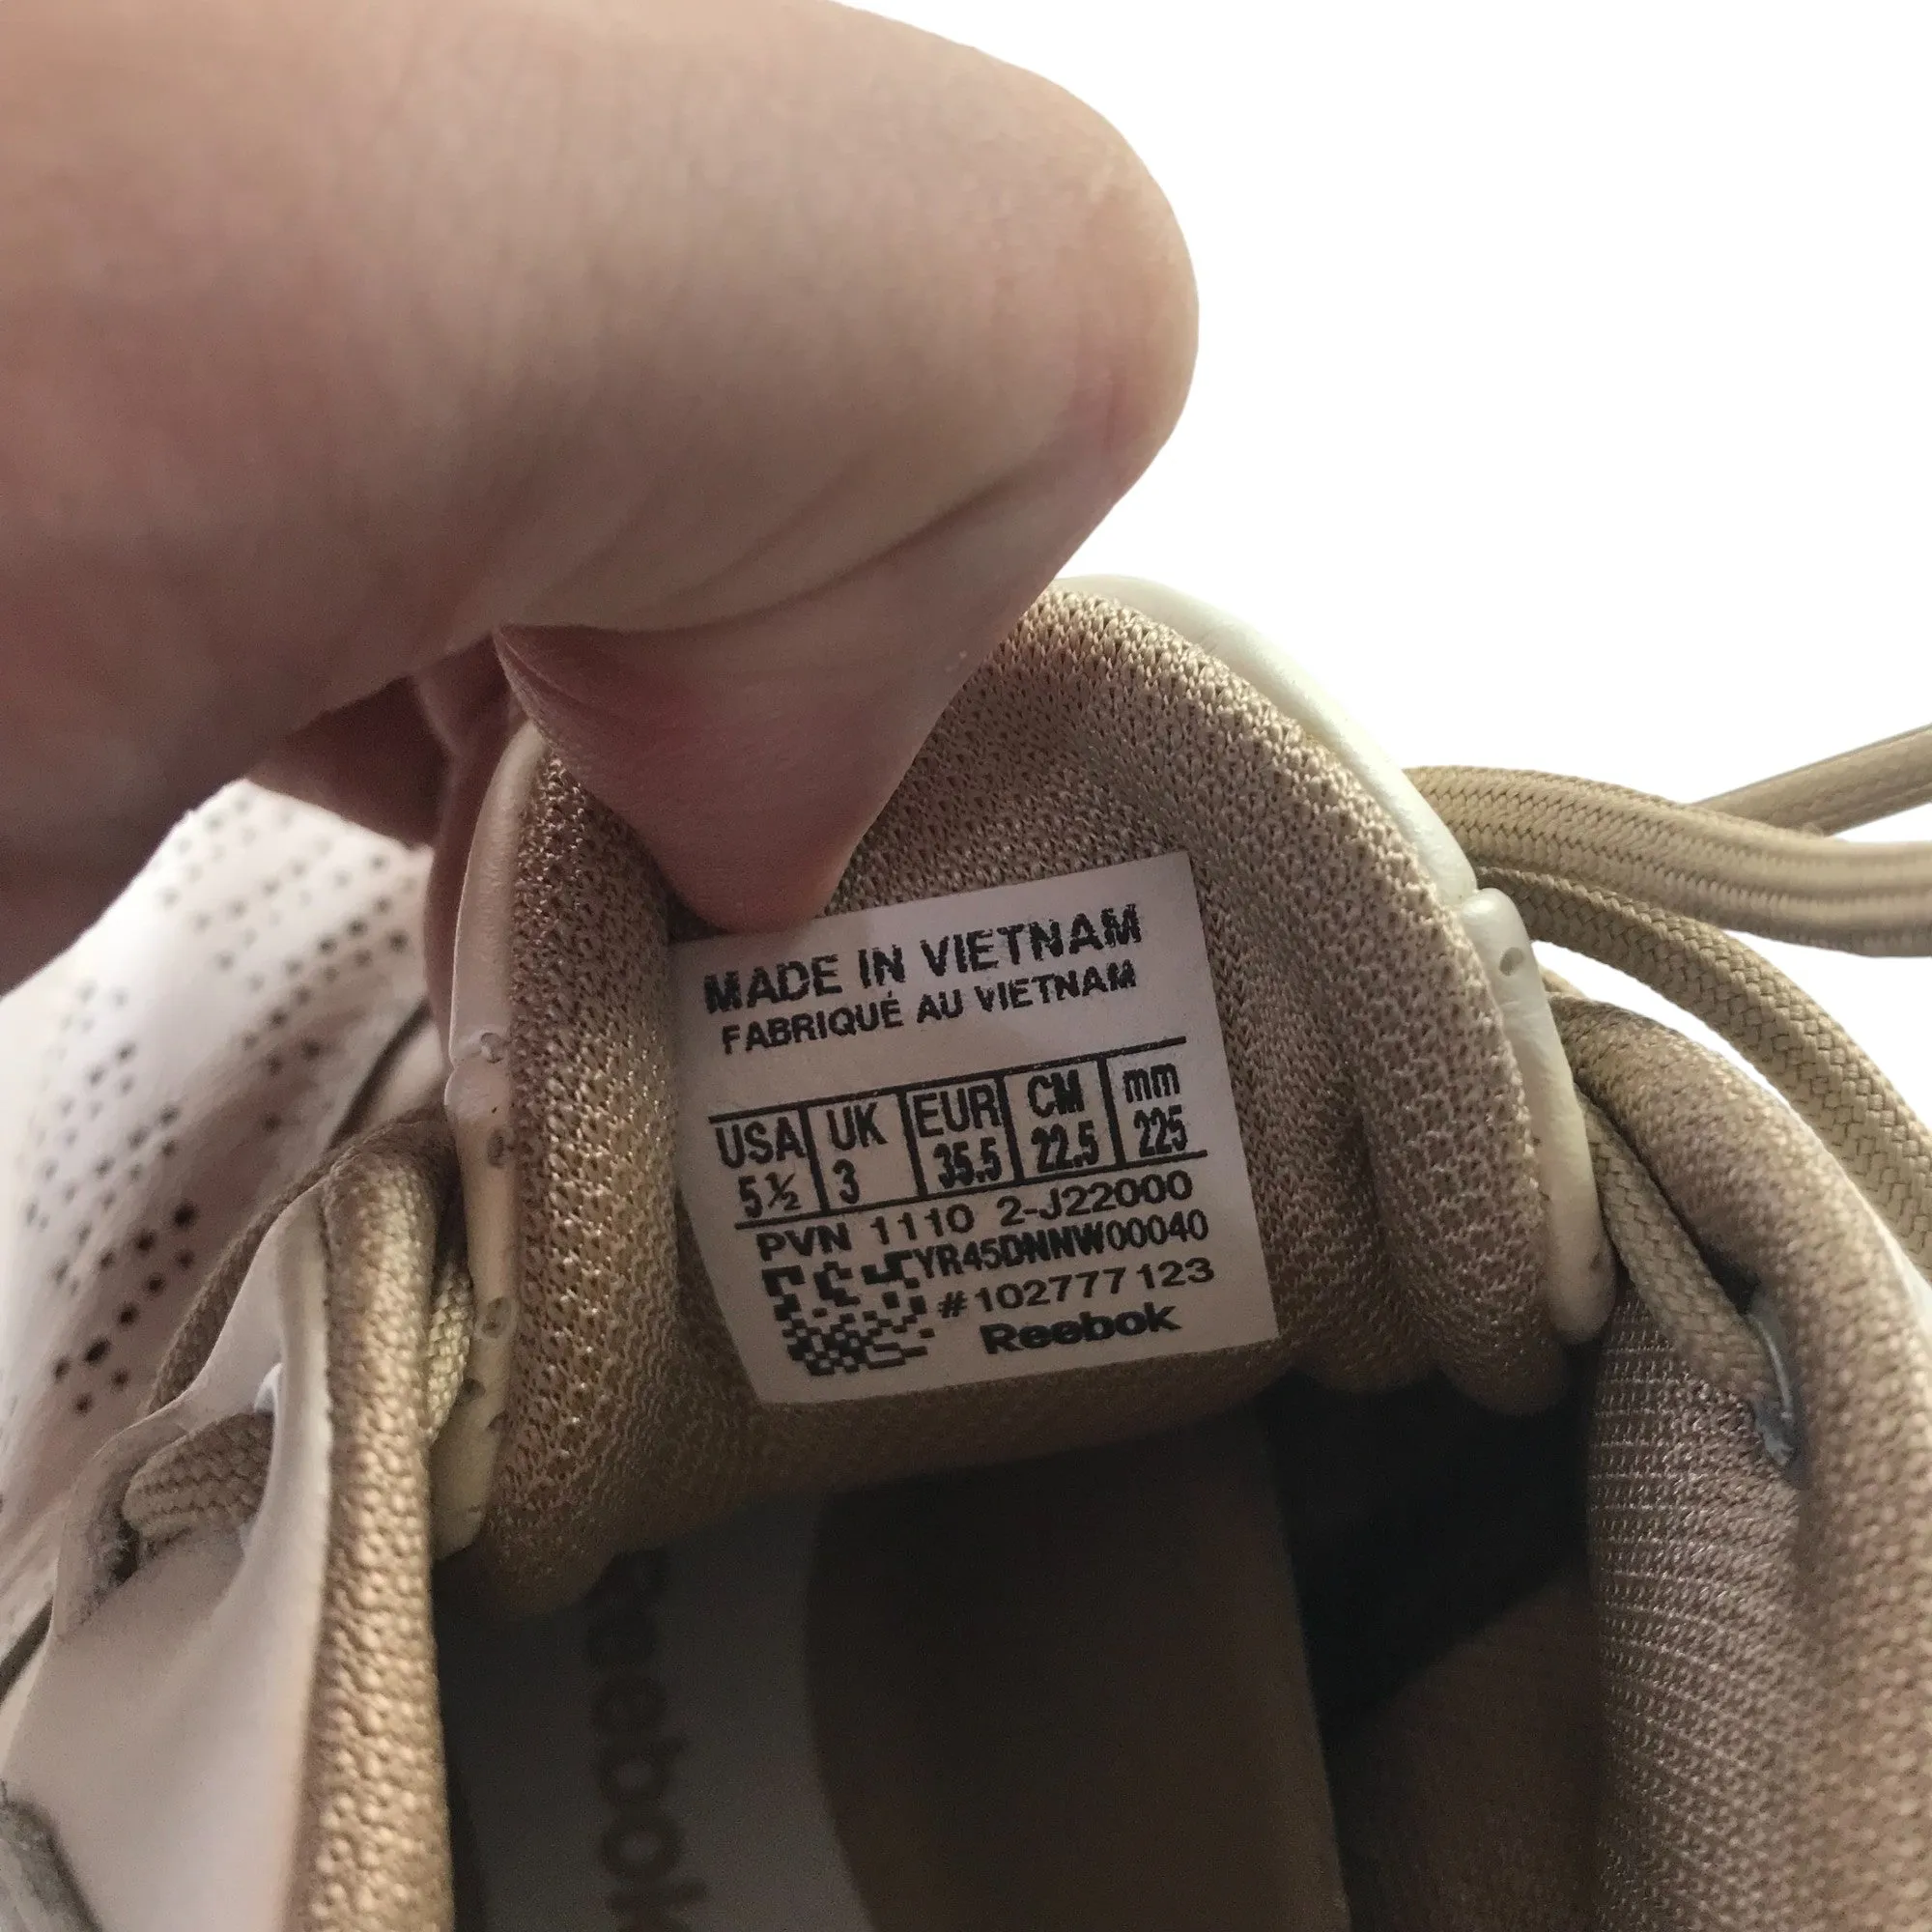 MADE IN VIETNAM
FABRIQUÉ AU VIETNAM
USA UK EUR CM mm
5½ 3 35.5 22.5 225
PVN 1110 2-J22000
YR45DNNW00040
#102777123
Reebok
Reebok